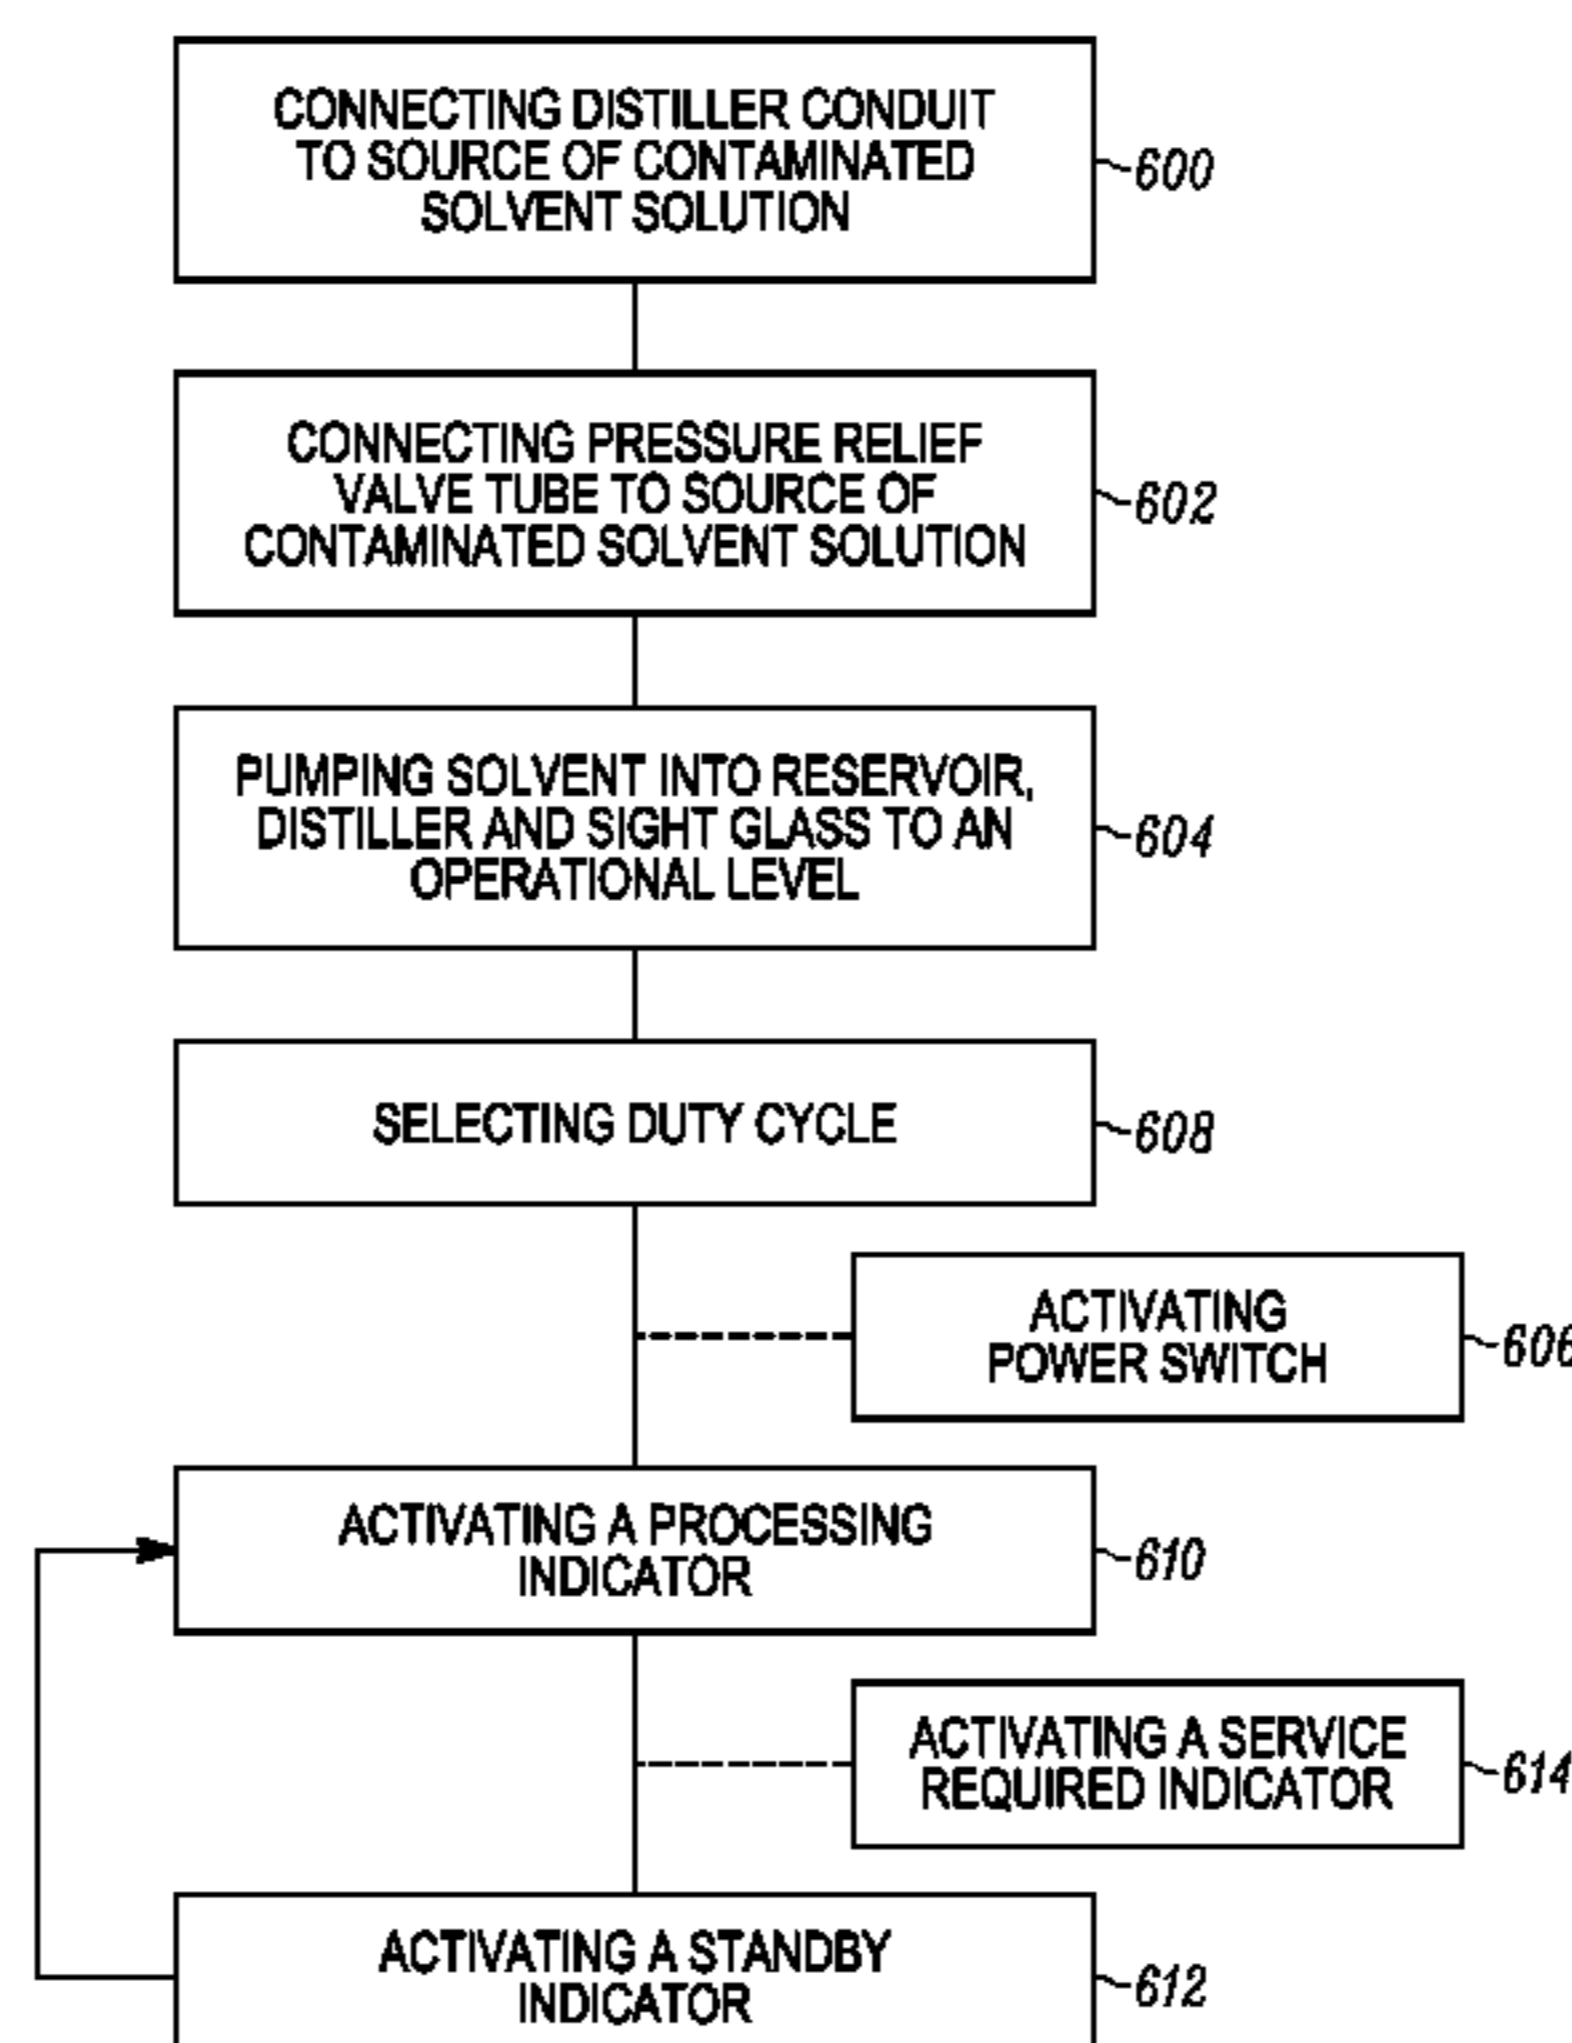 CONNECTING DISTILLER CONDUIT
TO SOURCE OF CONTAMINATED
SOLVENT SOLUTION
600
CONNECTING PRESSURE RELIEF
VALVE TUBE TO SOURCE OF
CONTAMINATED SOLVENT SOLUTION
602
PUMPING SOLVENT INTO RESERVOIR,
DISTILLER AND SIGHT GLASS TO AN
OPERATIONAL LEVEL
604
SELECTING DUTY CYCLE
608
ACTIVATING
POWER SWITCH
606
ACTIVATING A PROCESSING
INDICATOR
610
ACTIVATING A SERVICE
REQUIRED INDICATOR
614
ACTIVATING A STANDBY
INDICATOR
612